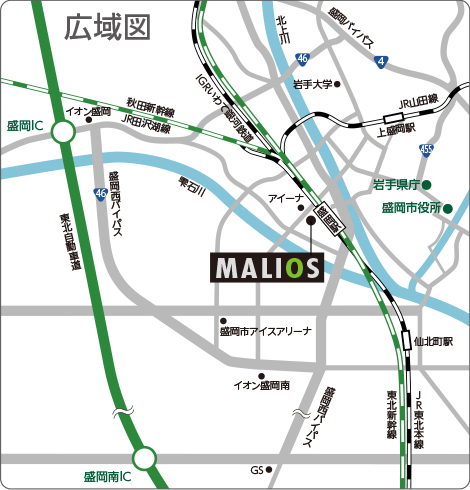 広域図
盛岡バイパス
北上川
46
4
岩手大学
IGRいわて銀河鉄道
JR山田線
上盛岡駅
秋田新幹線
イオン盛岡
JR田沢湖線
盛岡IC
455
岩手県庁
盛岡市役所
46
盛岡西バイパス
雫石川
アイーナ
盛岡駅
東北自動車道
MALIOS
盛岡市アイスアリーナ
仙北町駅
イオン盛岡南
盛岡西バイパス
東北新幹線
JR東北本線
盛岡南IC
GS